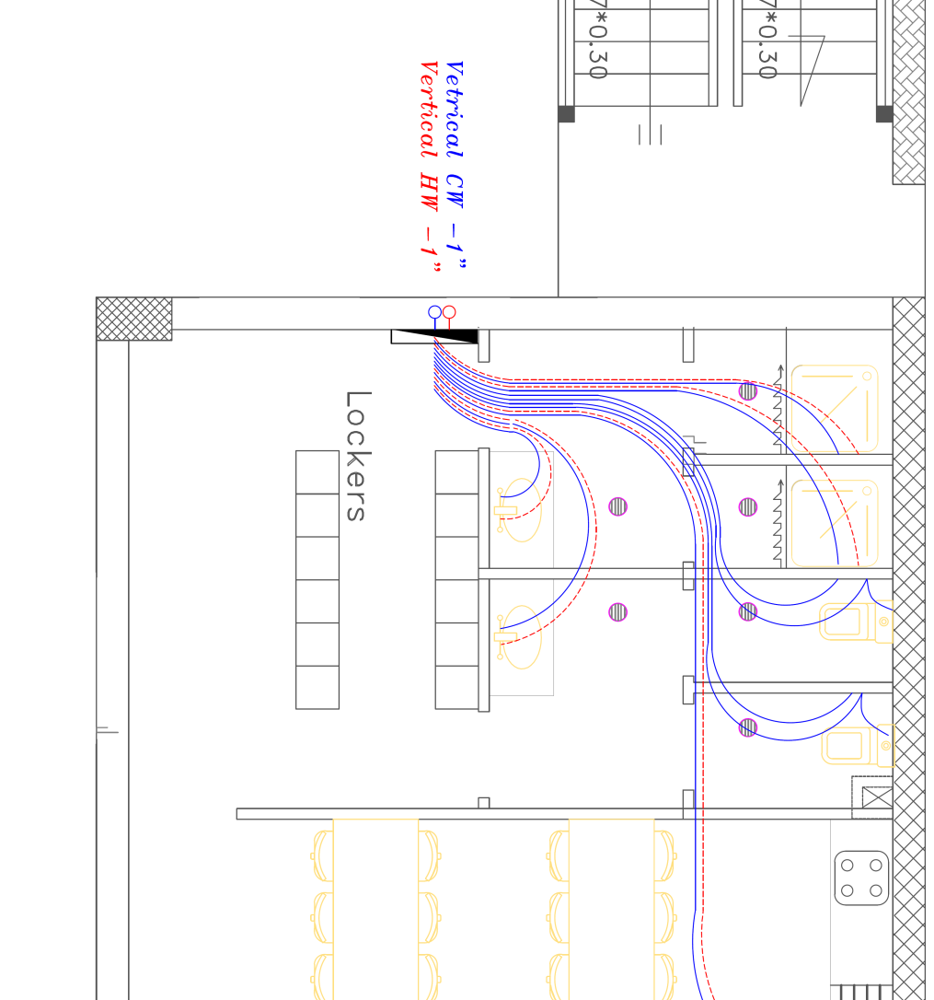 7*0.30
7*0.30
Vetrical CW -1"
Vertical HW -1"
Lockers